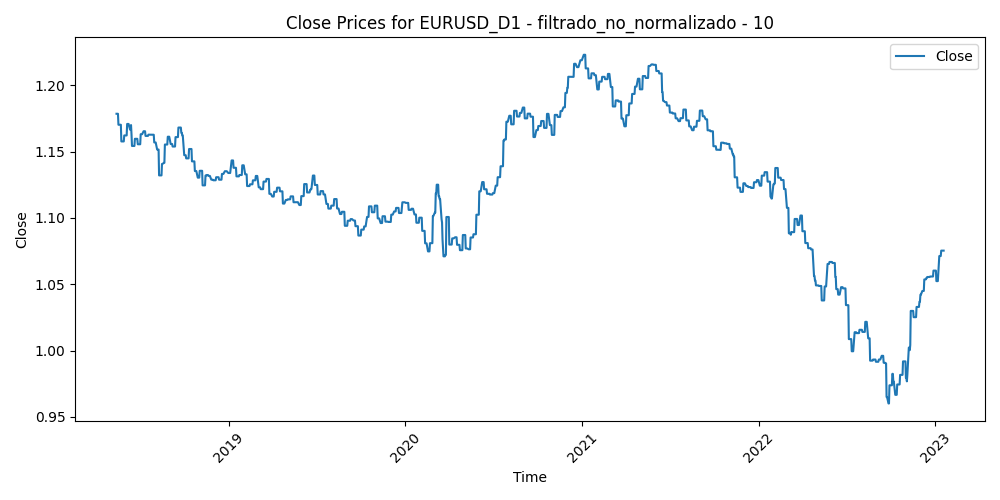 Close Prices for EURUSD_D1 - filtrado_no_normalizado - 10
Close
1.20
1.15
1.10
1.05
1.00
0.95
Close
2019
2020
2021
2022
2023
Time